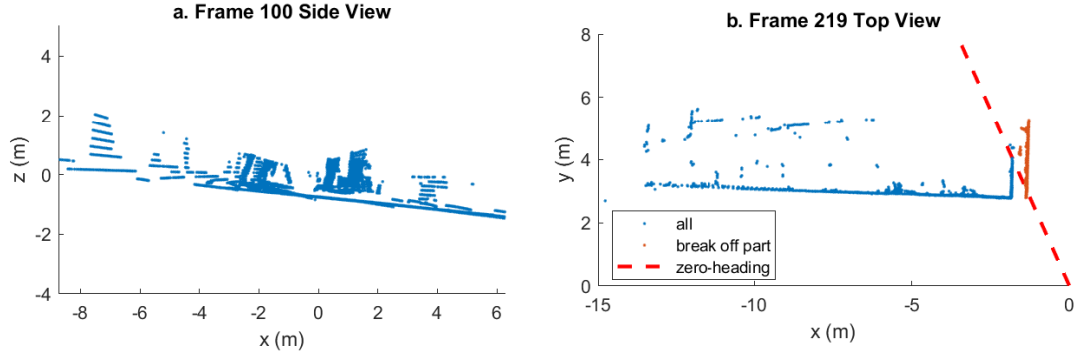 a. Frame 100 Side View
4
2
0
-2
-4
z (m)
-8
-6
-4
-2
0
2
4
6
x (m)
b. Frame 219 Top View
8
6
4
2
0
y (m)
all
break off part
zero-heading
-15
-10
-5
0
x (m)